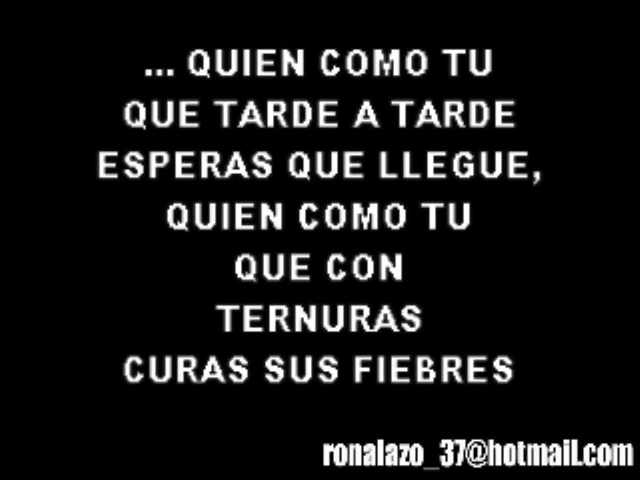 ... QUIEN COMO TU
QUE TARDE A TARDE
ESPERAS QUE LLEGUE,
QUIEN COMO TU
QUE CON
TERNURAS
CURAS SUS FIEBRES
ronalazo_37@hotmail.com